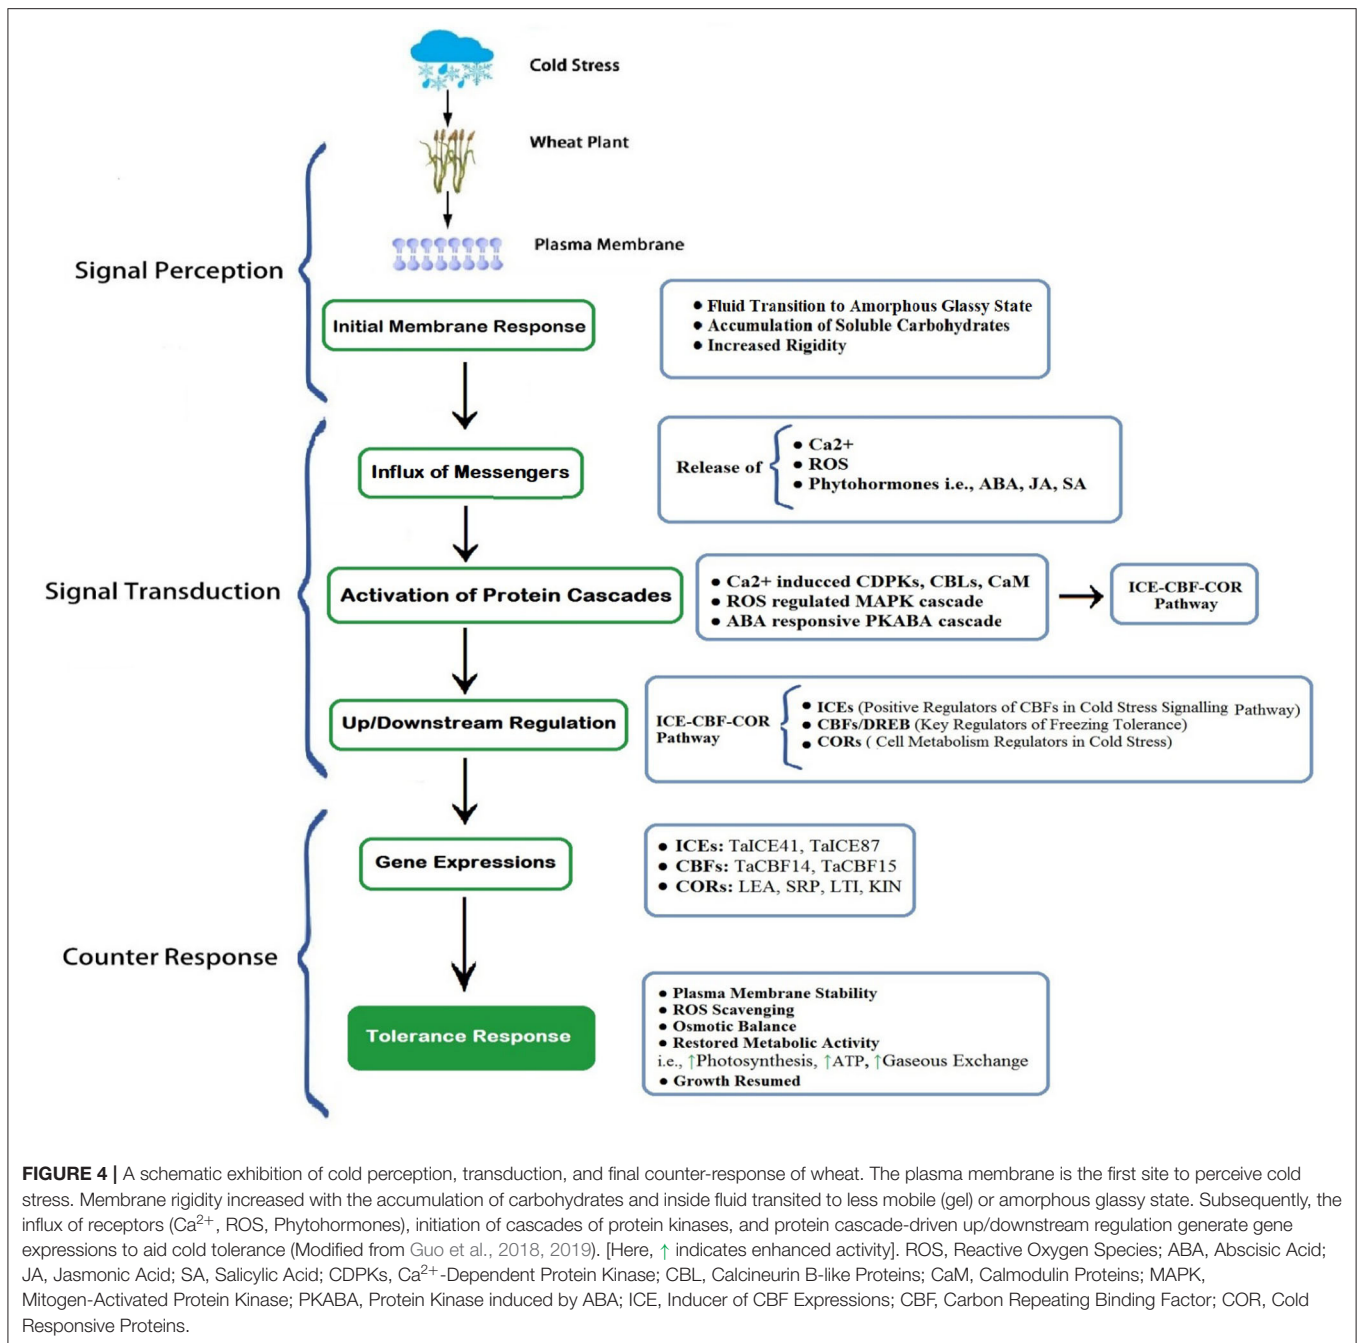 Cold Stress
Wheat Plant
Plasma Membrane
Signal Perception
Initial Membrane Response
● Fluid Transition to Amorphous Glassy State
● Accumulation of Soluble Carbohydrates
● Increased Rigidity
Signal Transduction
Influx of Messengers
Release of
● Ca2+
● ROS
● Phytohormones i.e., ABA, JA, SA
Activation of Protein Cascades
● Ca2+ inducced CDPKs, CBLs, CaM
● ROS regulated MAPK cascade
● ABA responsive PKABA cascade
ICE-CBF-COR
Pathway
Up/Downstream Regulation
ICE-CBF-COR
Pathway
● ICEs (Positive Regulators of CBFs in Cold Stress Signalling Pathway)
● CBFs/DREB (Key Regulators of Freezing Tolerance)
● CORs ( Cell Metabolism Regulators in Cold Stress)
Counter Response
Gene Expressions
● ICEs: TaICE41, TaICE87
● CBFs: TaCBF14, TaCBF15
● CORs: LEA, SRP, LTI, KIN
Tolerance Response
● Plasma Membrane Stability
● ROS Scavenging
● Osmotic Balance
● Restored Metabolic Activity
i.e., ↑Photosynthesis, ↑ATP, ↑Gaseous Exchange
● Growth Resumed
FIGURE 4 | A schematic exhibition of cold perception, transduction, and final counter-response of wheat. The plasma membrane is the first site to perceive cold
stress. Membrane rigidity increased with the accumulation of carbohydrates and inside fluid transited to less mobile (gel) or amorphous glassy state. Subsequently, the
influx of receptors (Ca²⁺, ROS, Phytohormones), initiation of cascades of protein kinases, and protein cascade-driven up/downstream regulation generate gene
expressions to aid cold tolerance (Modified from Guo et al., 2018, 2019). [Here, ↑ indicates enhanced activity]. ROS, Reactive Oxygen Species; ABA, Abscisic Acid;
JA, Jasmonic Acid; SA, Salicylic Acid; CDPKs, Ca²⁺-Dependent Protein Kinase; CBL, Calcineurin B-like Proteins; CaM, Calmodulin Proteins; MAPK,
Mitogen-Activated Protein Kinase; PKABA, Protein Kinase induced by ABA; ICE, Inducer of CBF Expressions; CBF, Carbon Repeating Binding Factor; COR, Cold
Responsive Proteins.